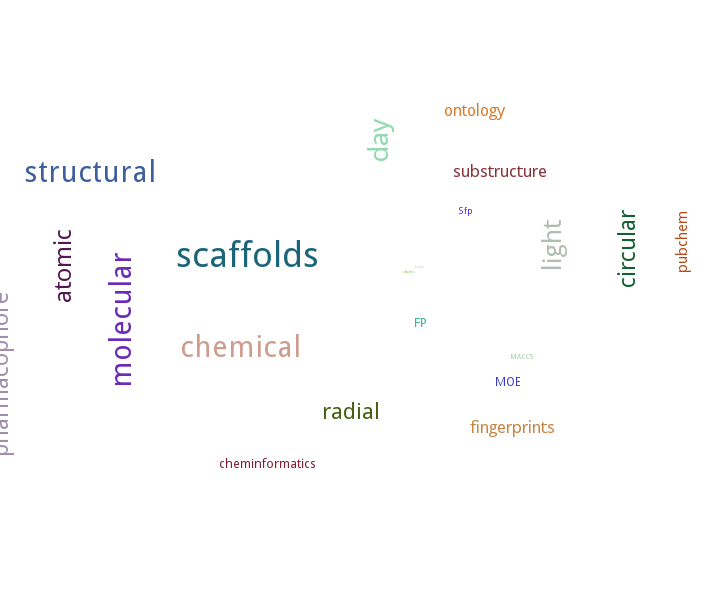 ontology
day
structural
substructure
Sfp
light
circular
pubchem
atomic
scaffolds
molecular
pharmacophore
FP
chemical
MACCS
MOE
radial
fingerprints
cheminformatics